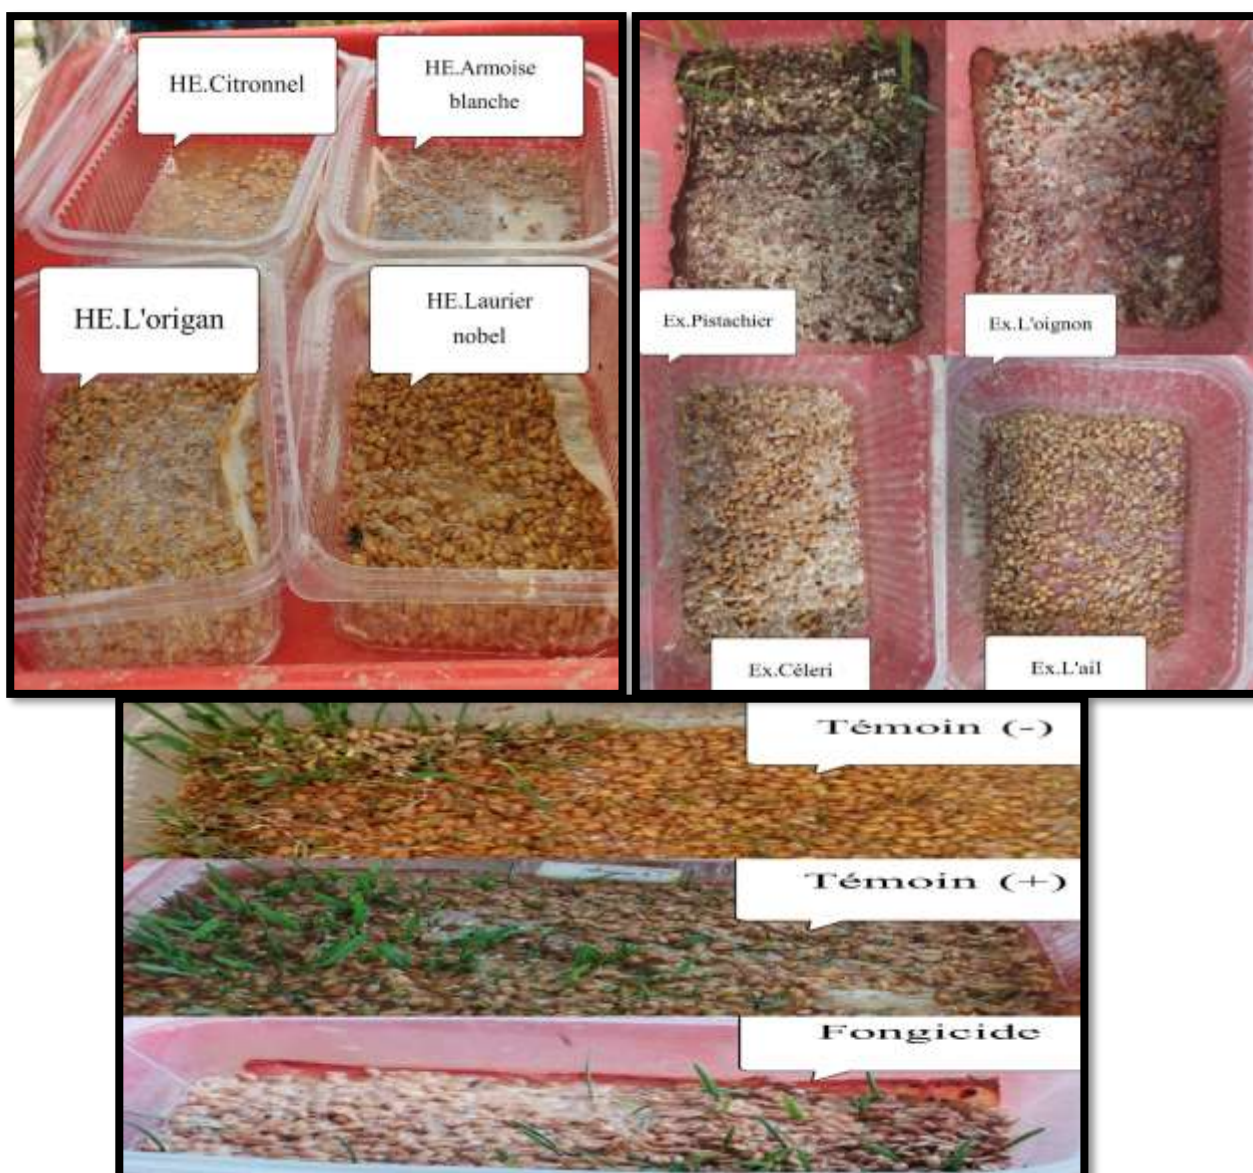 HE.Citronnel
HE.Armoise
blanche
HE.L'origan
HE.Laurier
nobel
Ex.Pistachier
Ex.L'oignon
Ex.Céleri
Ex.L'ail
Témoin (-)
Témoin (+)
Fongicide